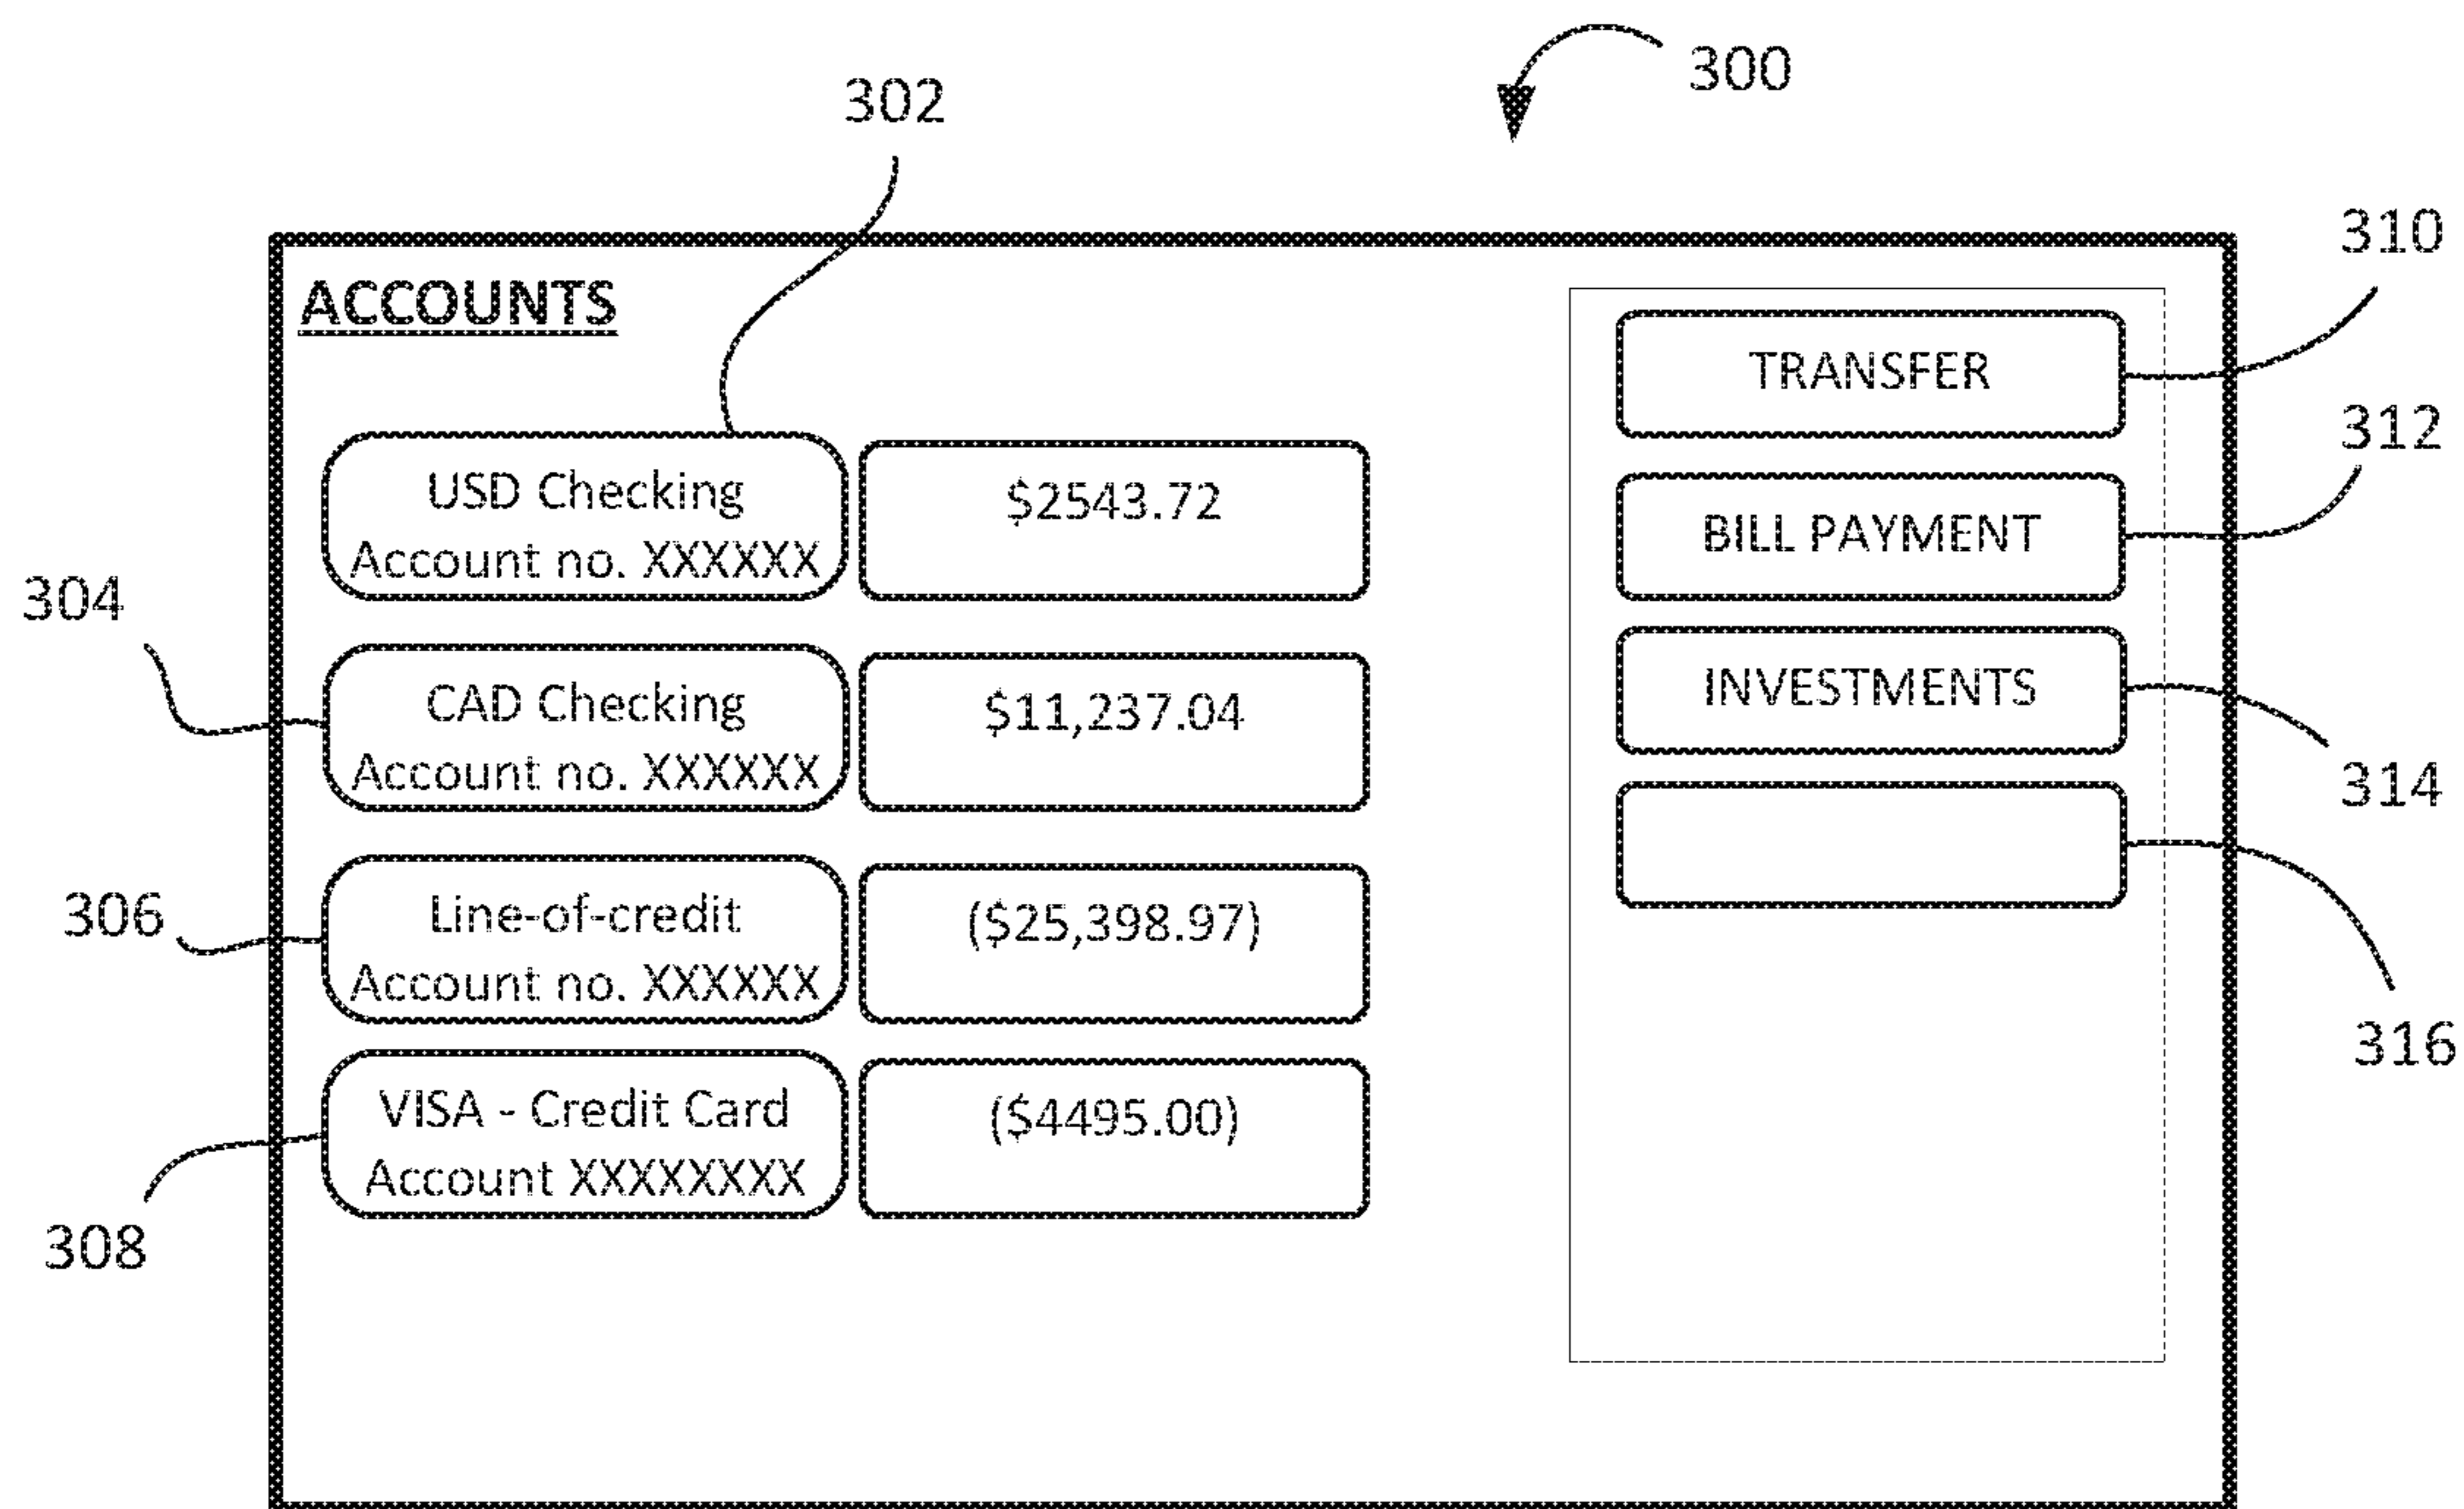 300
302
310
ACCOUNTS
TRANSFER
312
USD Checking
Account no. XXXXXX
$2543.72
BILL PAYMENT
304
CAD Checking
Account no. XXXXXX
$11,237.04
INVESTMENTS
314
306
Line-of-credit
Account no. XXXXXX
($25,398.97)
316
VISA - Credit Card
Account XXXXXXXX
($4495.00)
308